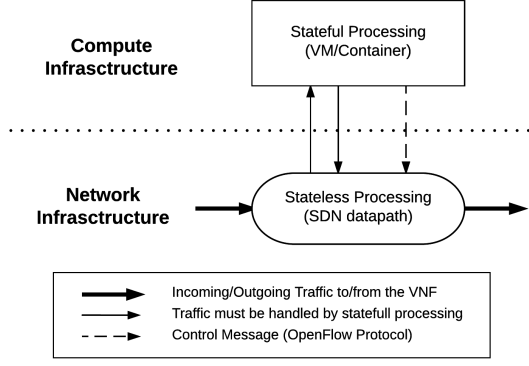 Compute
Infrasctructure
Stateful Processing
(VM/Container)
Network
Infrasctructure
Stateless Processing
(SDN datapath)
Incoming/Outgoing Traffic to/from the VNF
Traffic must be handled by statefull processing
Control Message (OpenFlow Protocol)